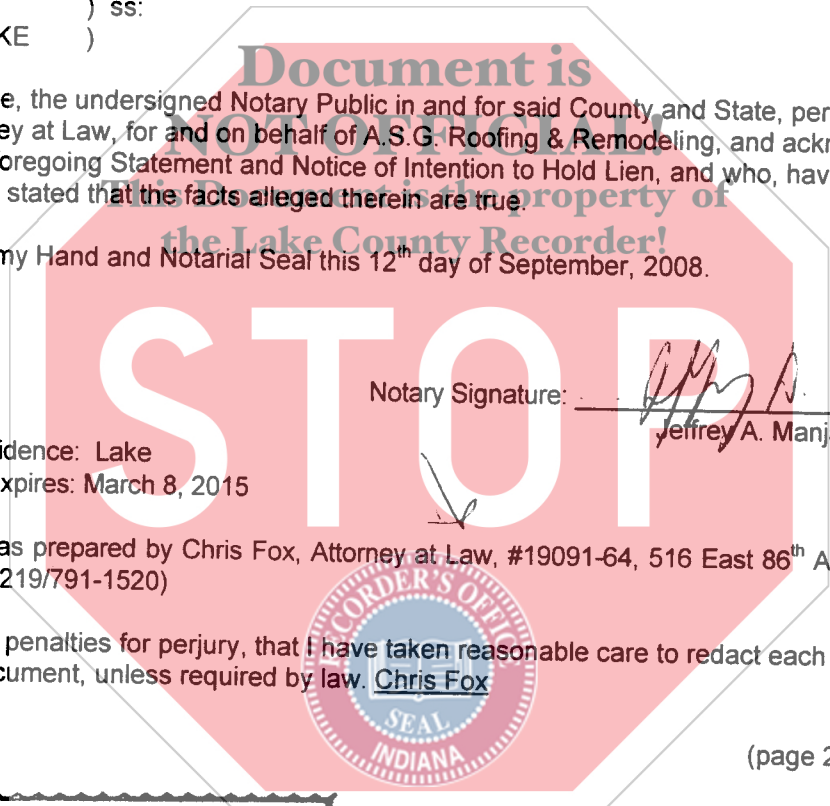 ) ss:
KE )
Document is
e, the undersigned Notary Public in and for said County and State, per
NOT OFFICIAL!
ey at Law, for and on behalf of A.S.G. Roofing & Remodeling, and ackn
oregoing Statement and Notice of Intention to Hold Lien, and who, hav
This Document is the property of
stated that the facts alleged therein are true.
the Lake County Recorder!
my Hand and Notarial Seal this 12th day of September, 2008.
STOP
Notary Signature:
Jeffrey A. Manj
idence: Lake
xpires: March 8, 2015
as prepared by Chris Fox, Attorney at Law, #19091-64, 516 East 86th A
219/791-1520)
penalties for perjury, that I have taken reasonable care to redact each
cument, unless required by law. Chris Fox
RECORDER'S OFFICE
SEAL
INDIANA
(page 2